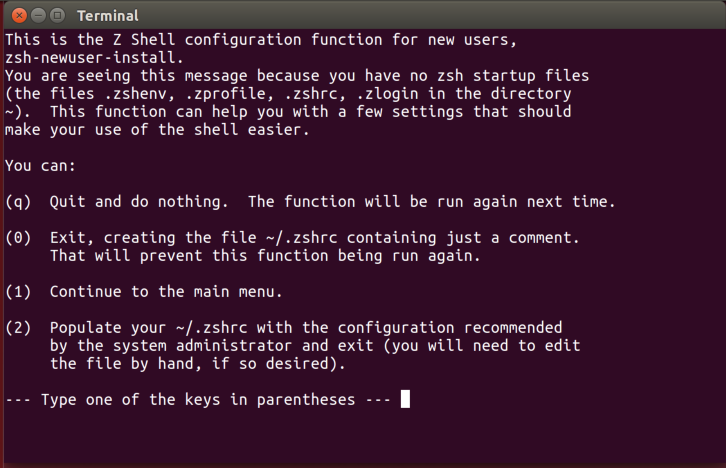 Terminal
This is the Z Shell configuration function for new users,
zsh-newuser-install.
You are seeing this message because you have no zsh startup files
(the files .zshenv, .zprofile, .zshrc, .zlogin in the directory
~).  This function can help you with a few settings that should
make your use of the shell easier.
You can:
(q)  Quit and do nothing.  The function will be run again next time.
(0)  Exit, creating the file ~/.zshrc containing just a comment.
     That will prevent this function being run again.
(1)  Continue to the main menu.
(2)  Populate your ~/.zshrc with the configuration recommended
     by the system administrator and exit (you will need to edit
     the file by hand, if so desired).
--- Type one of the keys in parentheses ---